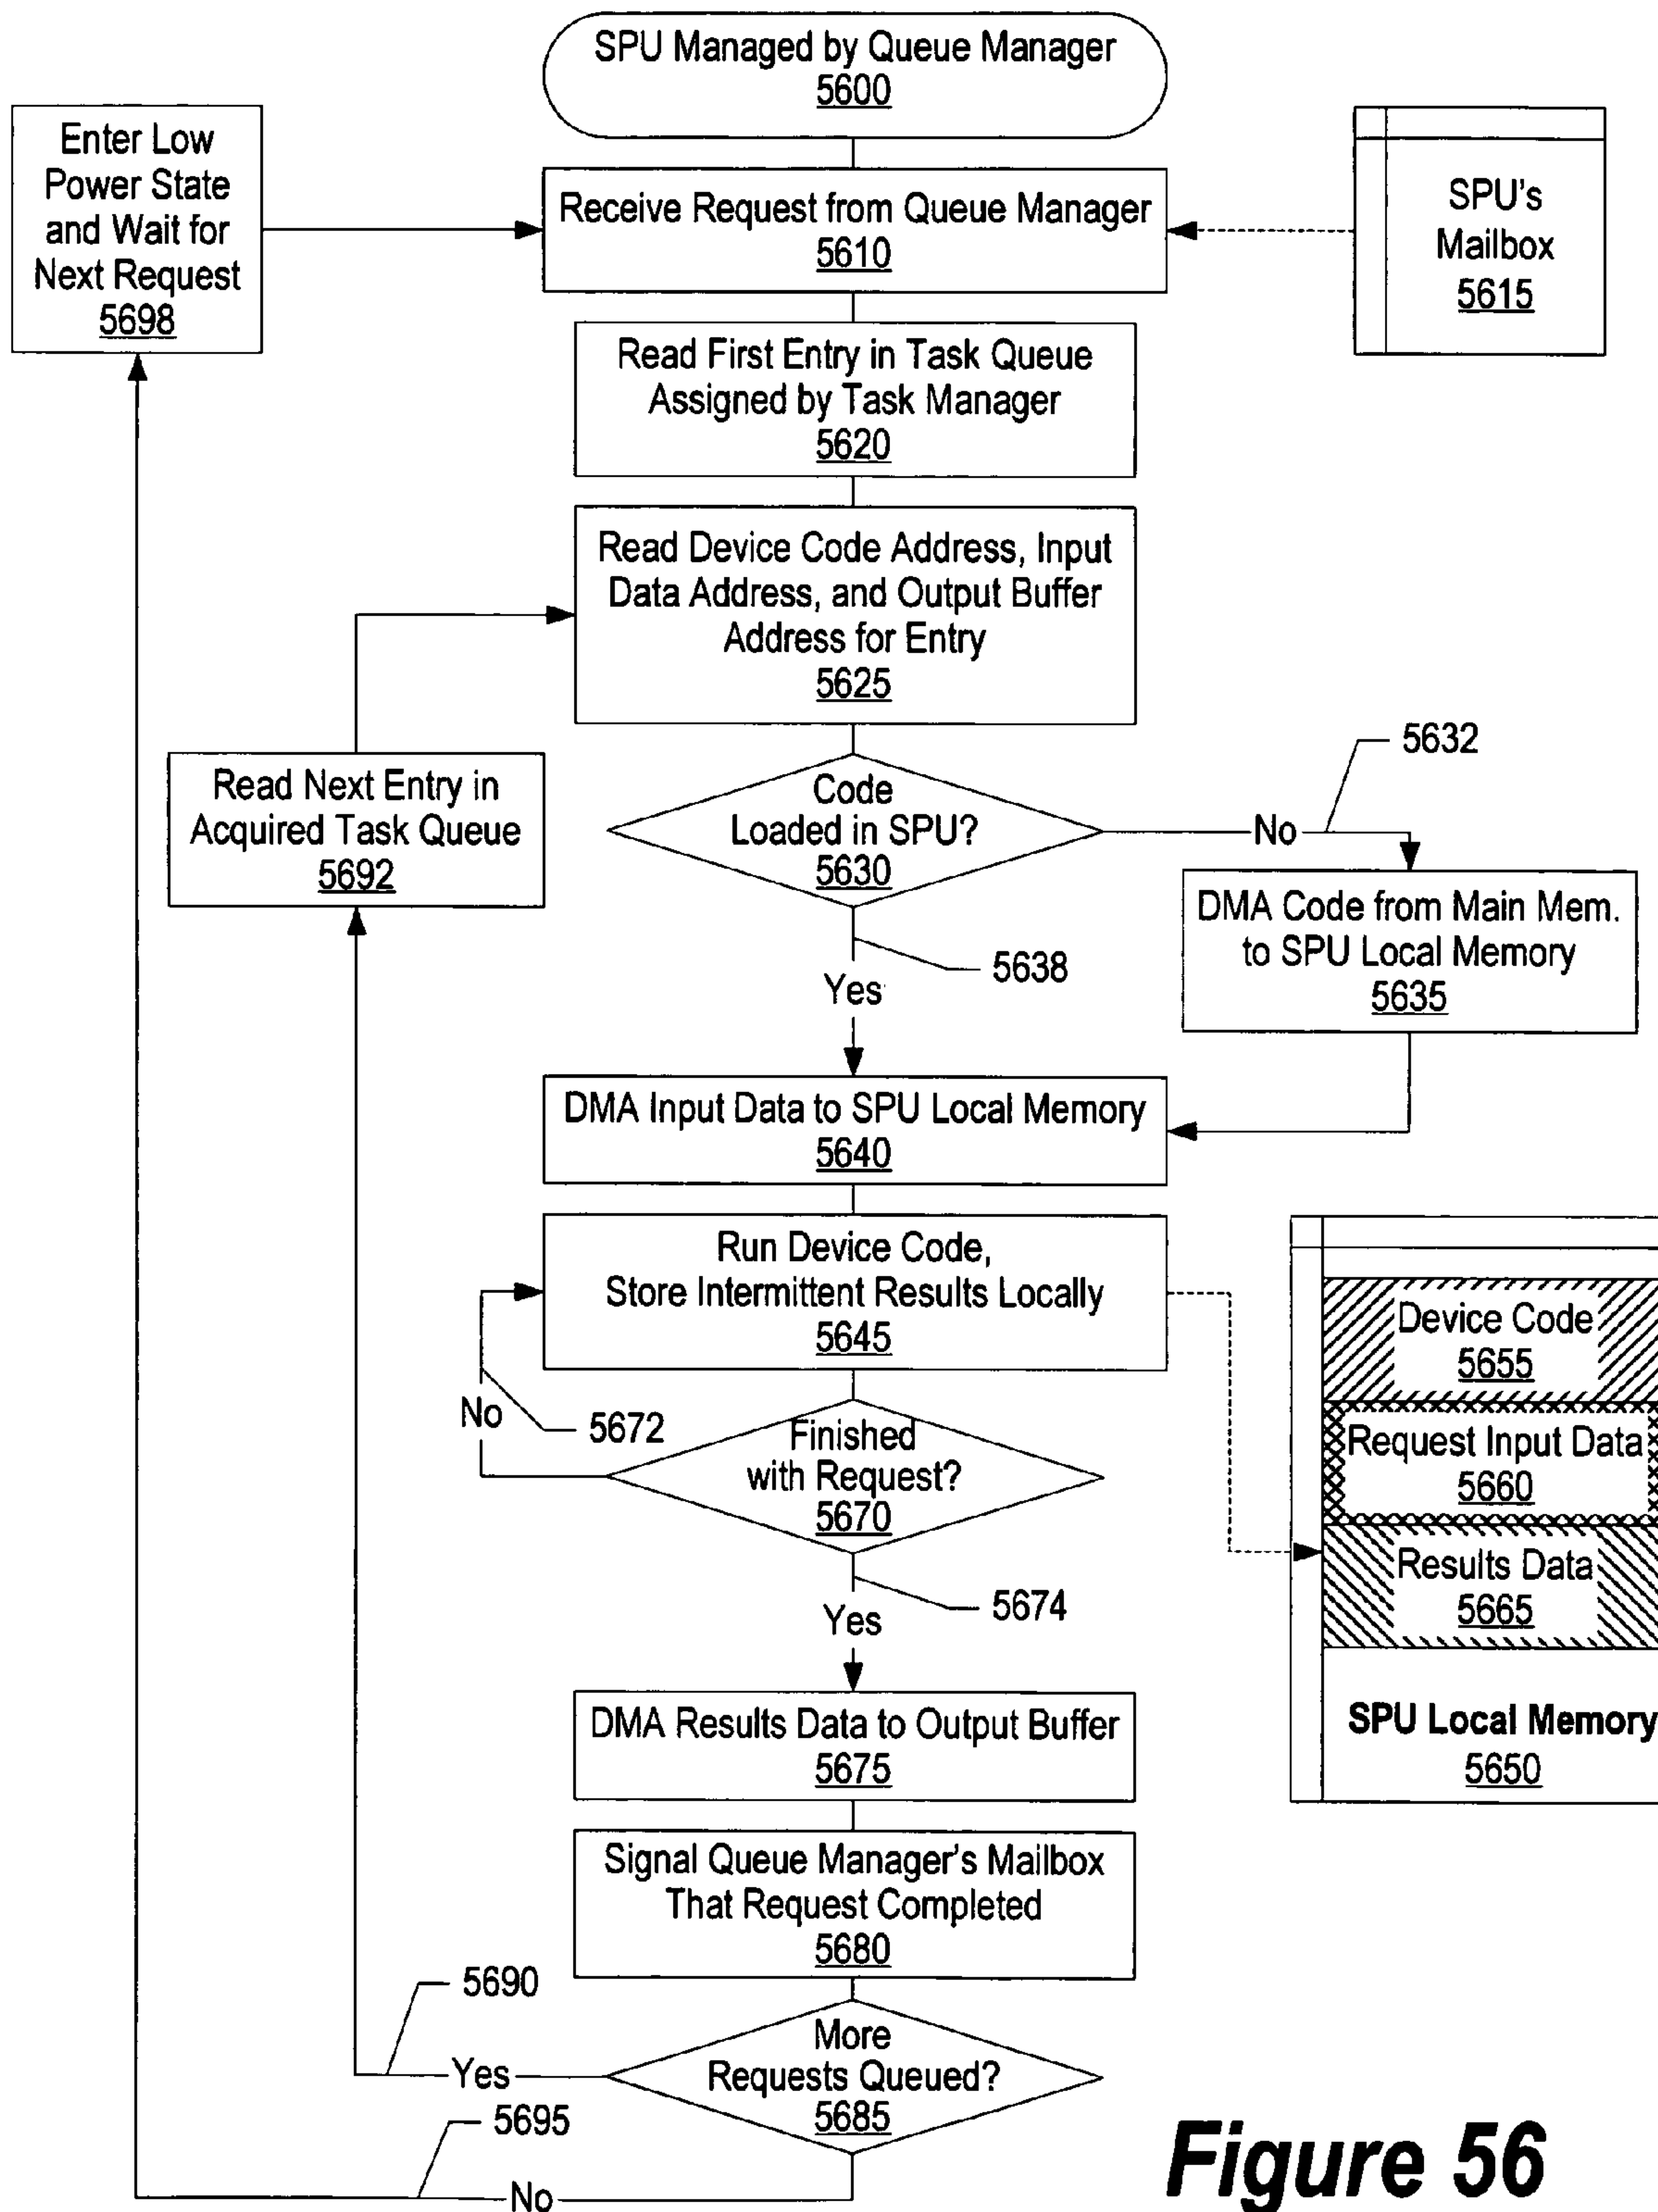 SPU Managed by Queue Manager
5600
Enter Low
Power State
and Wait for
Next Request
5698
Receive Request from Queue Manager
5610
SPU's
Mailbox
5615
Read First Entry in Task Queue
Assigned by Task Manager
5620
Read Device Code Address, Input
Data Address, and Output Buffer
Address for Entry
5625
5632
Read Next Entry in
Acquired Task Queue
5692
Code
Loaded in SPU?
5630
No
DMA Code from Main Mem.
to SPU Local Memory
5635
5638
Yes
DMA Input Data to SPU Local Memory
5640
Run Device Code,
Store Intermittent Results Locally
5645
Device Code
5655
Request Input Data
5660
Results Data
5665
SPU Local Memory
5650
No
5672
Finished
with Request?
5670
5674
Yes
DMA Results Data to Output Buffer
5675
Signal Queue Manager's Mailbox
That Request Completed
5680
5690
Yes
More
Requests Queued?
5685
5695
No
Figure 56